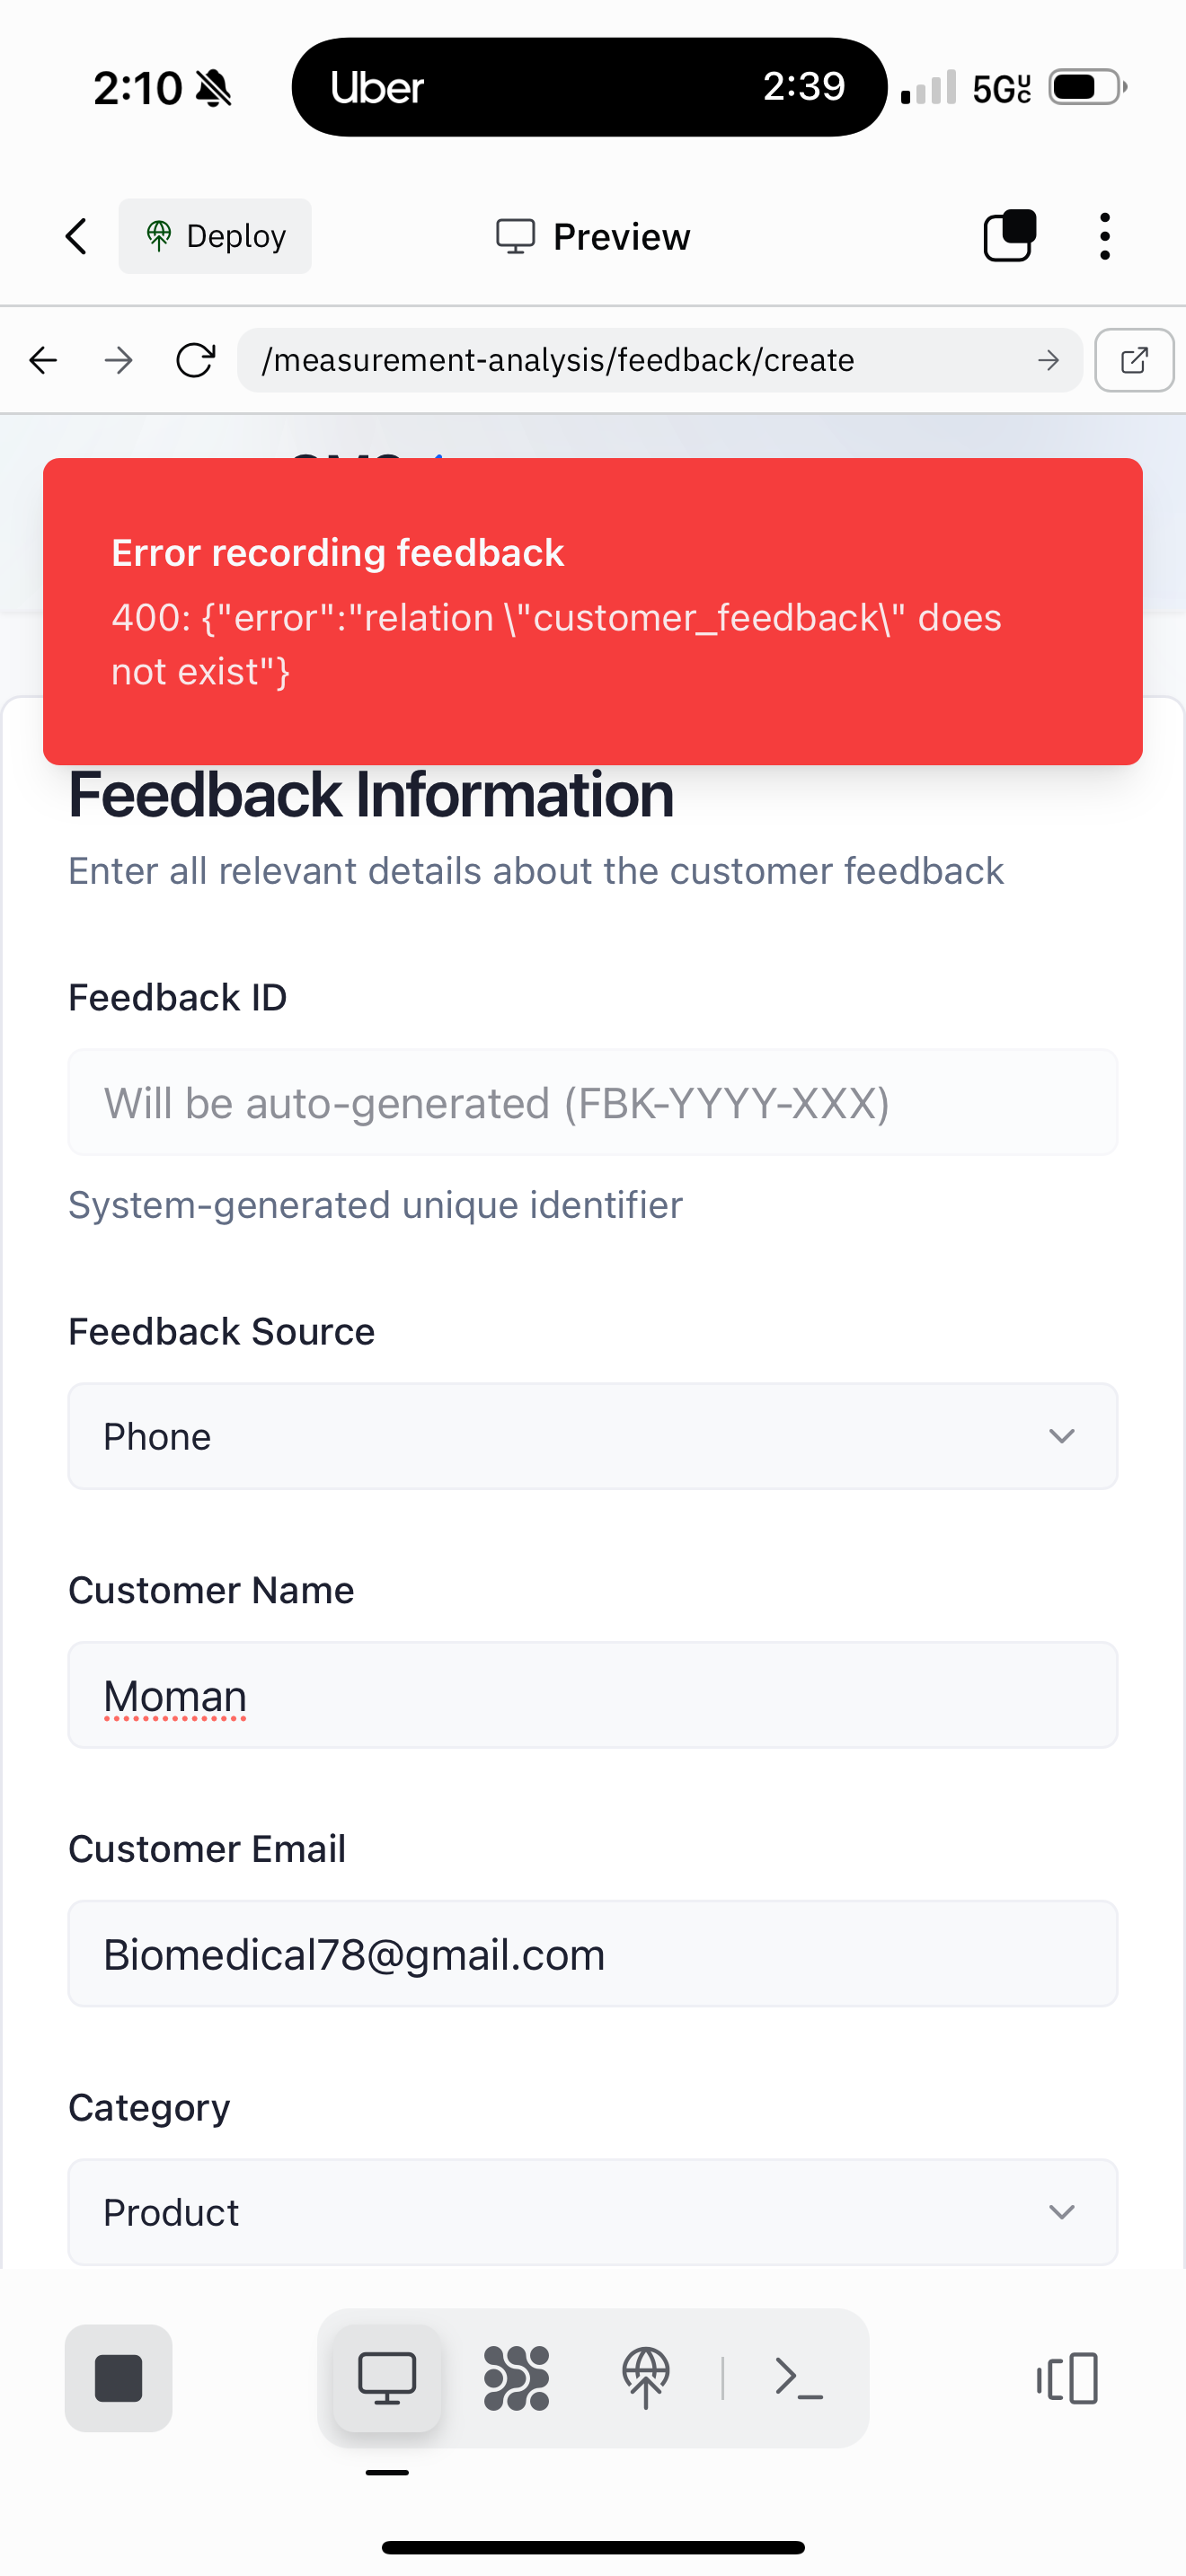 2:10
Uber 2:39
5G UC
Deploy
Preview
/measurement-analysis/feedback/create
Error recording feedback
400: {"error":"relation \"customer_feedback\" does
not exist"}
Feedback Information
Enter all relevant details about the customer feedback
Feedback ID
Will be auto-generated (FBK-YYYY-XXX)
System-generated unique identifier
Feedback Source
Phone
Customer Name
Moman
Customer Email
Biomedical78@gmail.com
Category
Product